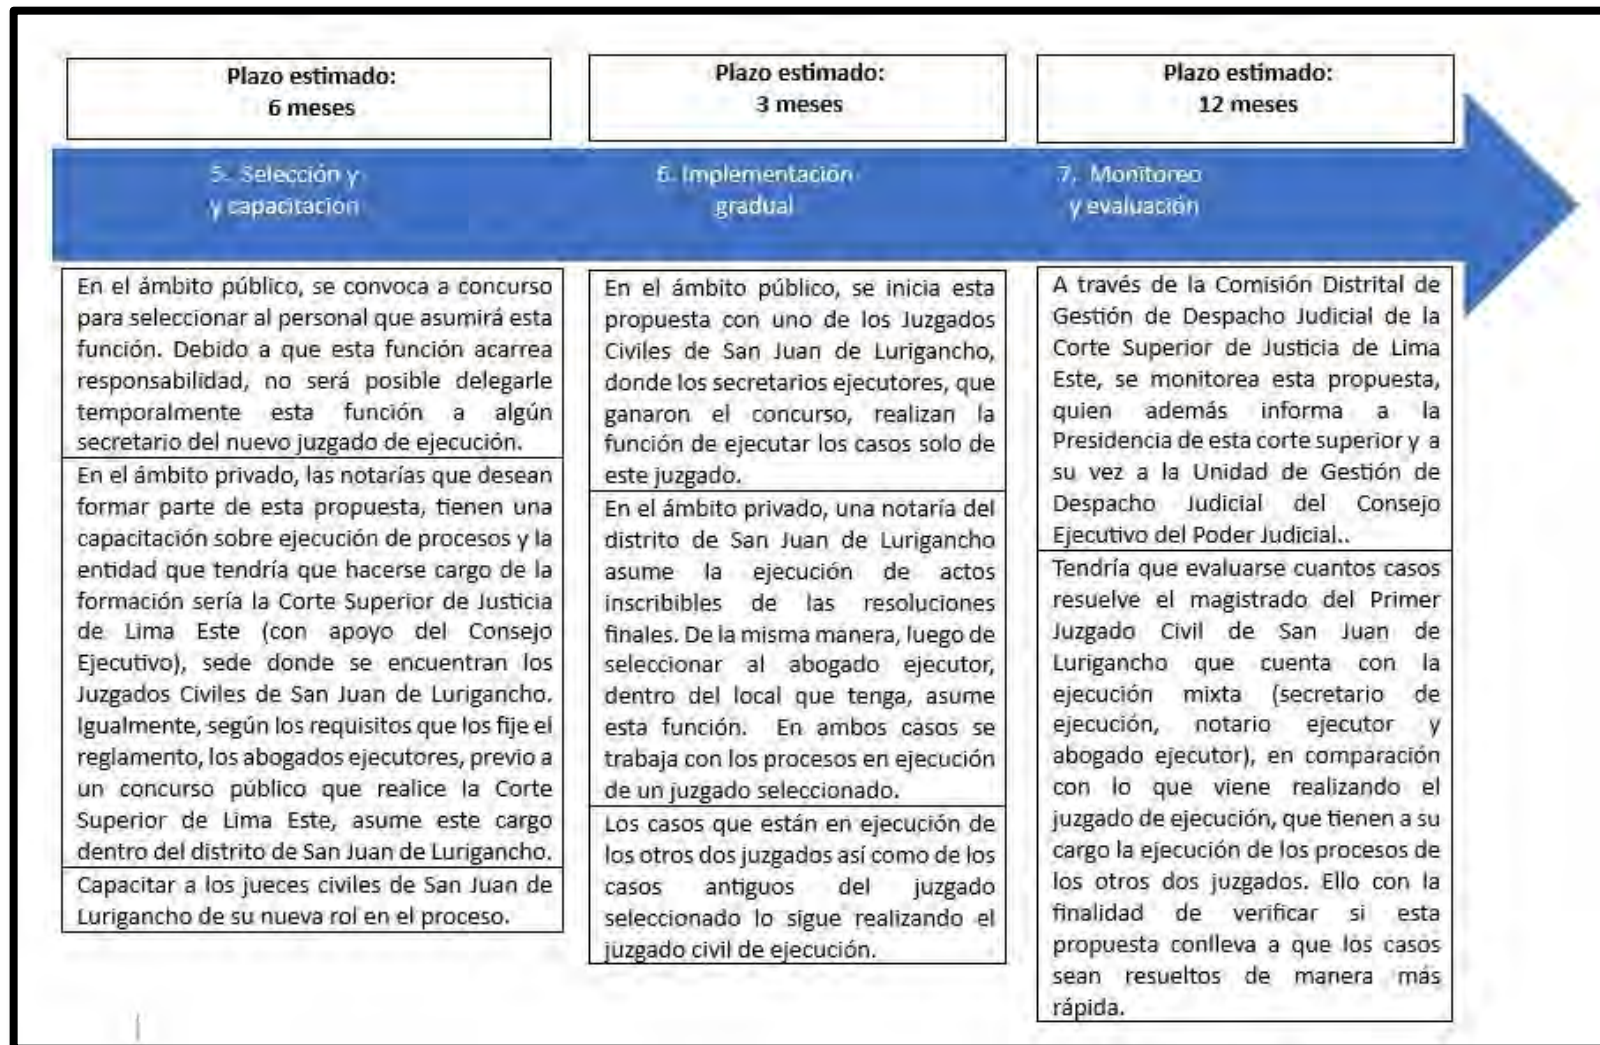 Plazo estimado:
6 meses
Plazo estimado:
3 meses
Plazo estimado:
12 meses
5. Selección y
y capacitación
6. Implementación
gradual
7. Monitoreo
y evaluación
En el ámbito público, se convoca a concurso
para seleccionar al personal que asumirá esta
función. Debido a que esta función acarrea
responsabilidad, no será posible delegarle
temporalmente esta función a algún
secretario del nuevo juzgado de ejecución.
En el ámbito privado, las notarías que desean
formar parte de esta propuesta, tienen una
capacitación sobre ejecución de procesos y la
entidad que tendría que hacerse cargo de la
formación sería la Corte Superior de Justicia
de Lima Este (con apoyo del Consejo
Ejecutivo), sede donde se encuentran los
Juzgados Civiles de San Juan de Lurigancho.
Igualmente, según los requisitos que los fije el
reglamento, los abogados ejecutores, previo a
un concurso público que realice la Corte
Superior de Lima Este, asume este cargo
dentro del distrito de San Juan de Lurigancho.
Capacitar a los jueces civiles de San Juan de
Lurigancho de su nueva rol en el proceso.
En el ámbito público, se inicia esta
propuesta con uno de los Juzgados
Civiles de San Juan de Lurigancho,
donde los secretarios ejecutores, que
ganaron el concurso, realizan la
función de ejecutar los casos solo de
este juzgado.
En el ámbito privado, una notaría del
distrito de San Juan de Lurigancho
asume la ejecución de actos
inscribibles de las resoluciones
finales. De la misma manera, luego de
seleccionar al abogado ejecutor,
dentro del local que tenga, asume
esta función. En ambos casos se
trabaja con los procesos en ejecución
de un juzgado seleccionado.
Los casos que están en ejecución de
los otros dos juzgados así como de los
casos antiguos del juzgado
seleccionado lo sigue realizando el
juzgado civil de ejecución.
A través de la Comisión Distrital de
Gestión de Despacho Judicial de la
Corte Superior de Justicia de Lima
Este, se monitorea esta propuesta,
quien además informa a la
Presidencia de esta corte superior y a
su vez a la Unidad de Gestión de
Despacho Judicial del Consejo
Ejecutivo del Poder Judicial..
Tendría que evaluarse cuantos casos
resuelve el magistrado del Primer
Juzgado Civil de San Juan de
Lurigancho que cuenta con la
ejecución mixta (secretario de
ejecución, notario ejecutor y
abogado ejecutor), en comparación
con lo que viene realizando el
juzgado de ejecución, que tienen a su
cargo la ejecución de los procesos de
los otros dos juzgados. Ello con la
finalidad de verificar si esta
propuesta conlleva a que los casos
sean resueltos de manera más
rápida.